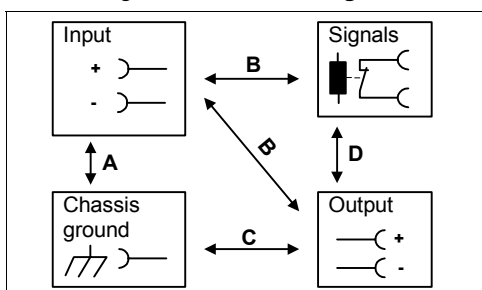 Input
+
-
Signals
B
B
A
D
Chassis
ground
C
Output
+
-